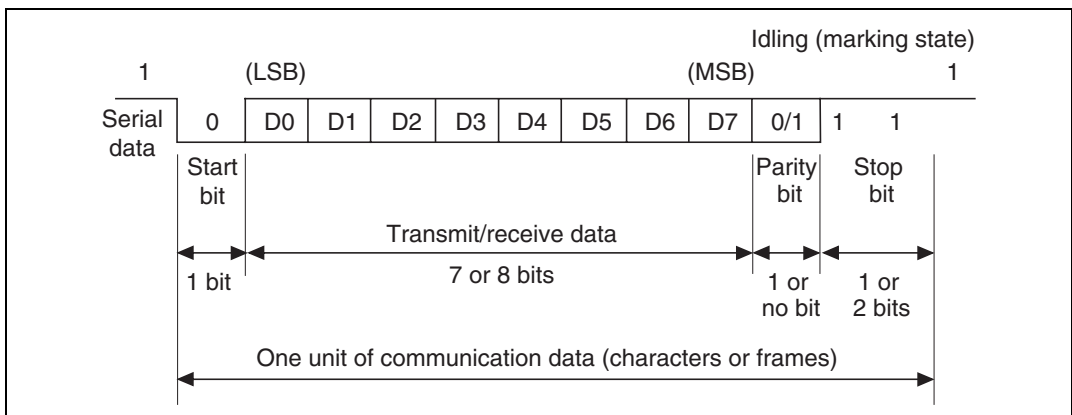 Idling (marking state)
1 (LSB) (MSB) 1
Serial data
0 D0 D1 D2 D3 D4 D5 D6 D7 0/1 1 1
Start bit
Parity bit
Stop bit
Transmit/receive data
1 bit
7 or 8 bits
1 or no bit
1 or 2 bits
One unit of communication data (characters or frames)